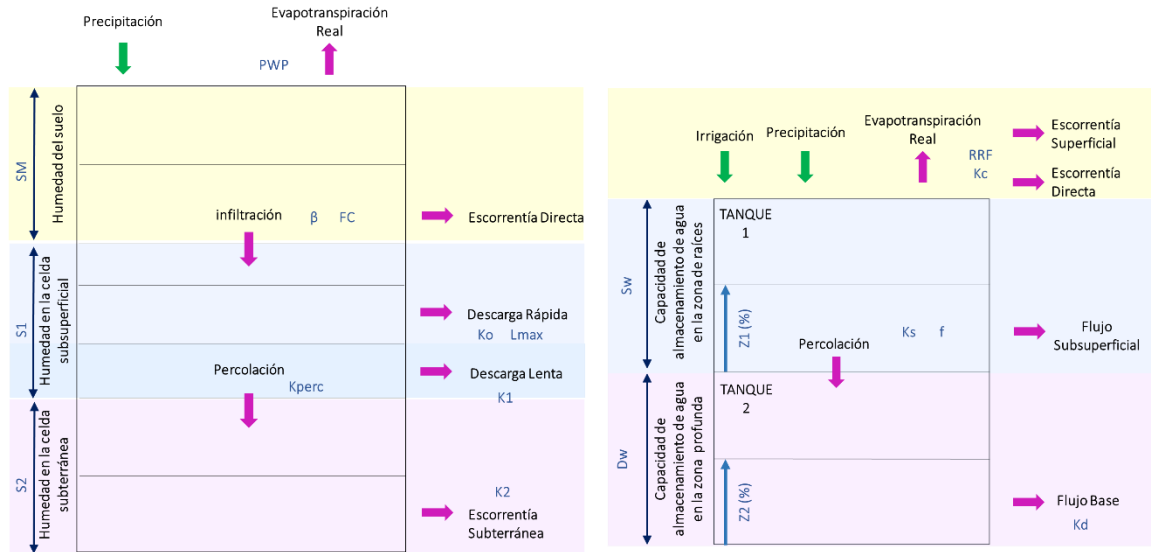 Precipitación
Evapotranspiración
Real
PWP
SM
Humedad del suelo
infiltración
β
FC
Escorrentía Directa
S1
Humedad en la celda
subsuperficial
Descarga Rápida
Ko
Lmax
Percolación
Kperc
Descarga Lenta
K1
S2
Humedad en la celda
subterránea
K2
Escorrentía
Subterránea
Irrigación
Precipitación
Evapotranspiración
Real
RRF
Kc
Escorrentía
Superficial
Escorrentía
Directa
Sw
Capacidad de
almacenamiento de agua
en la zona de raíces
TANQUE
1
Z1 (%)
Percolación
Ks
f
Flujo
Subsuperficial
Dw
Capacidad de
almacenamiento de agua
en la zona profunda
TANQUE
2
Z2 (%)
Flujo Base
Kd